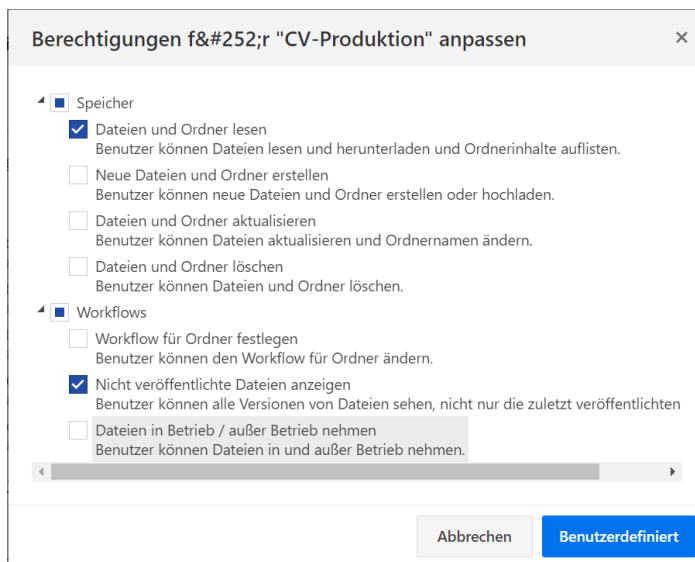 Berechtigungen f&#252;r "CV-Produktion" anpassen
Speicher
Dateien und Ordner lesen
Benutzer können Dateien lesen und herunterladen und Ordnerinhalte auflisten.
Neue Dateien und Ordner erstellen
Benutzer können neue Dateien und Ordner erstellen oder hochladen.
Dateien und Ordner aktualisieren
Benutzer können Dateien aktualisieren und Ordnernamen ändern.
Dateien und Ordner löschen
Benutzer können Dateien und Ordner löschen.
Workflows
Workflow für Ordner festlegen
Benutzer können den Workflow für Ordner ändern.
Nicht veröffentlichte Dateien anzeigen
Benutzer können alle Versionen von Dateien sehen, nicht nur die zuletzt veröffentlichten
Dateien in Betrieb / außer Betrieb nehmen
Benutzer können Dateien in und außer Betrieb nehmen.
Abbrechen
Benutzerdefiniert